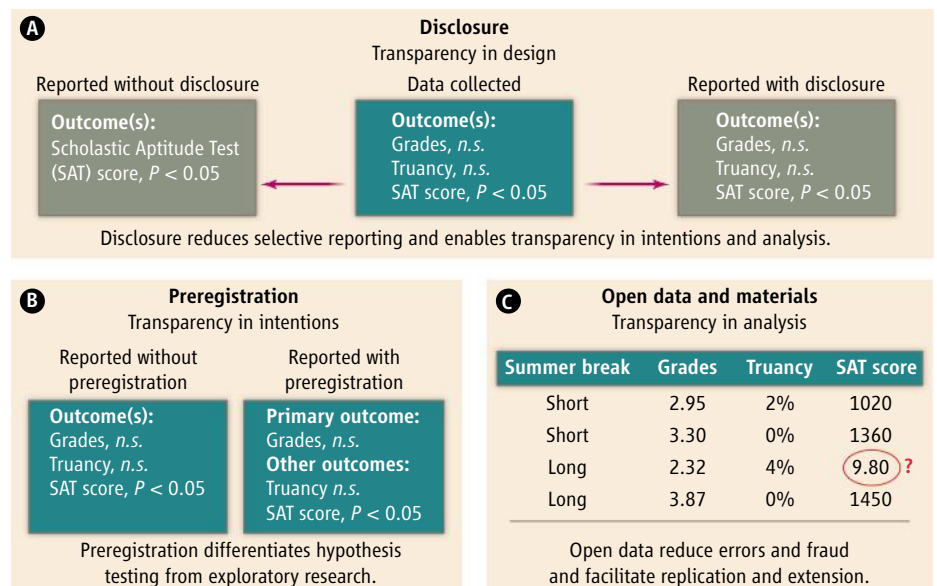 A
Disclosure
Transparency in design
Reported without disclosure
Outcome(s):
Scholastic Aptitude Test
(SAT) score, P < 0.05
Data collected
Outcome(s):
Grades, n.s.
Truancy, n.s.
SAT score, P < 0.05
Reported with disclosure
Outcome(s):
Grades, n.s.
Truancy, n.s.
SAT score, P < 0.05
Disclosure reduces selective reporting and enables transparency in intentions and analysis.
B
Preregistration
Transparency in intentions
Reported without
preregistration
Outcome(s):
Grades, n.s.
Truancy, n.s.
SAT score, P < 0.05
Reported with
preregistration
Primary outcome:
Grades, n.s.
Other outcomes:
Truancy n.s.
SAT score, P < 0.05
Preregistration differentiates hypothesis
testing from exploratory research.
C
Open data and materials
Transparency in analysis
Summer break Grades Truancy SAT score
Short 2.95 2% 1020
Short 3.30 0% 1360
Long 2.32 4% 9.80 ?
Long 3.87 0% 1450
Open data reduce errors and fraud
and facilitate replication and extension.